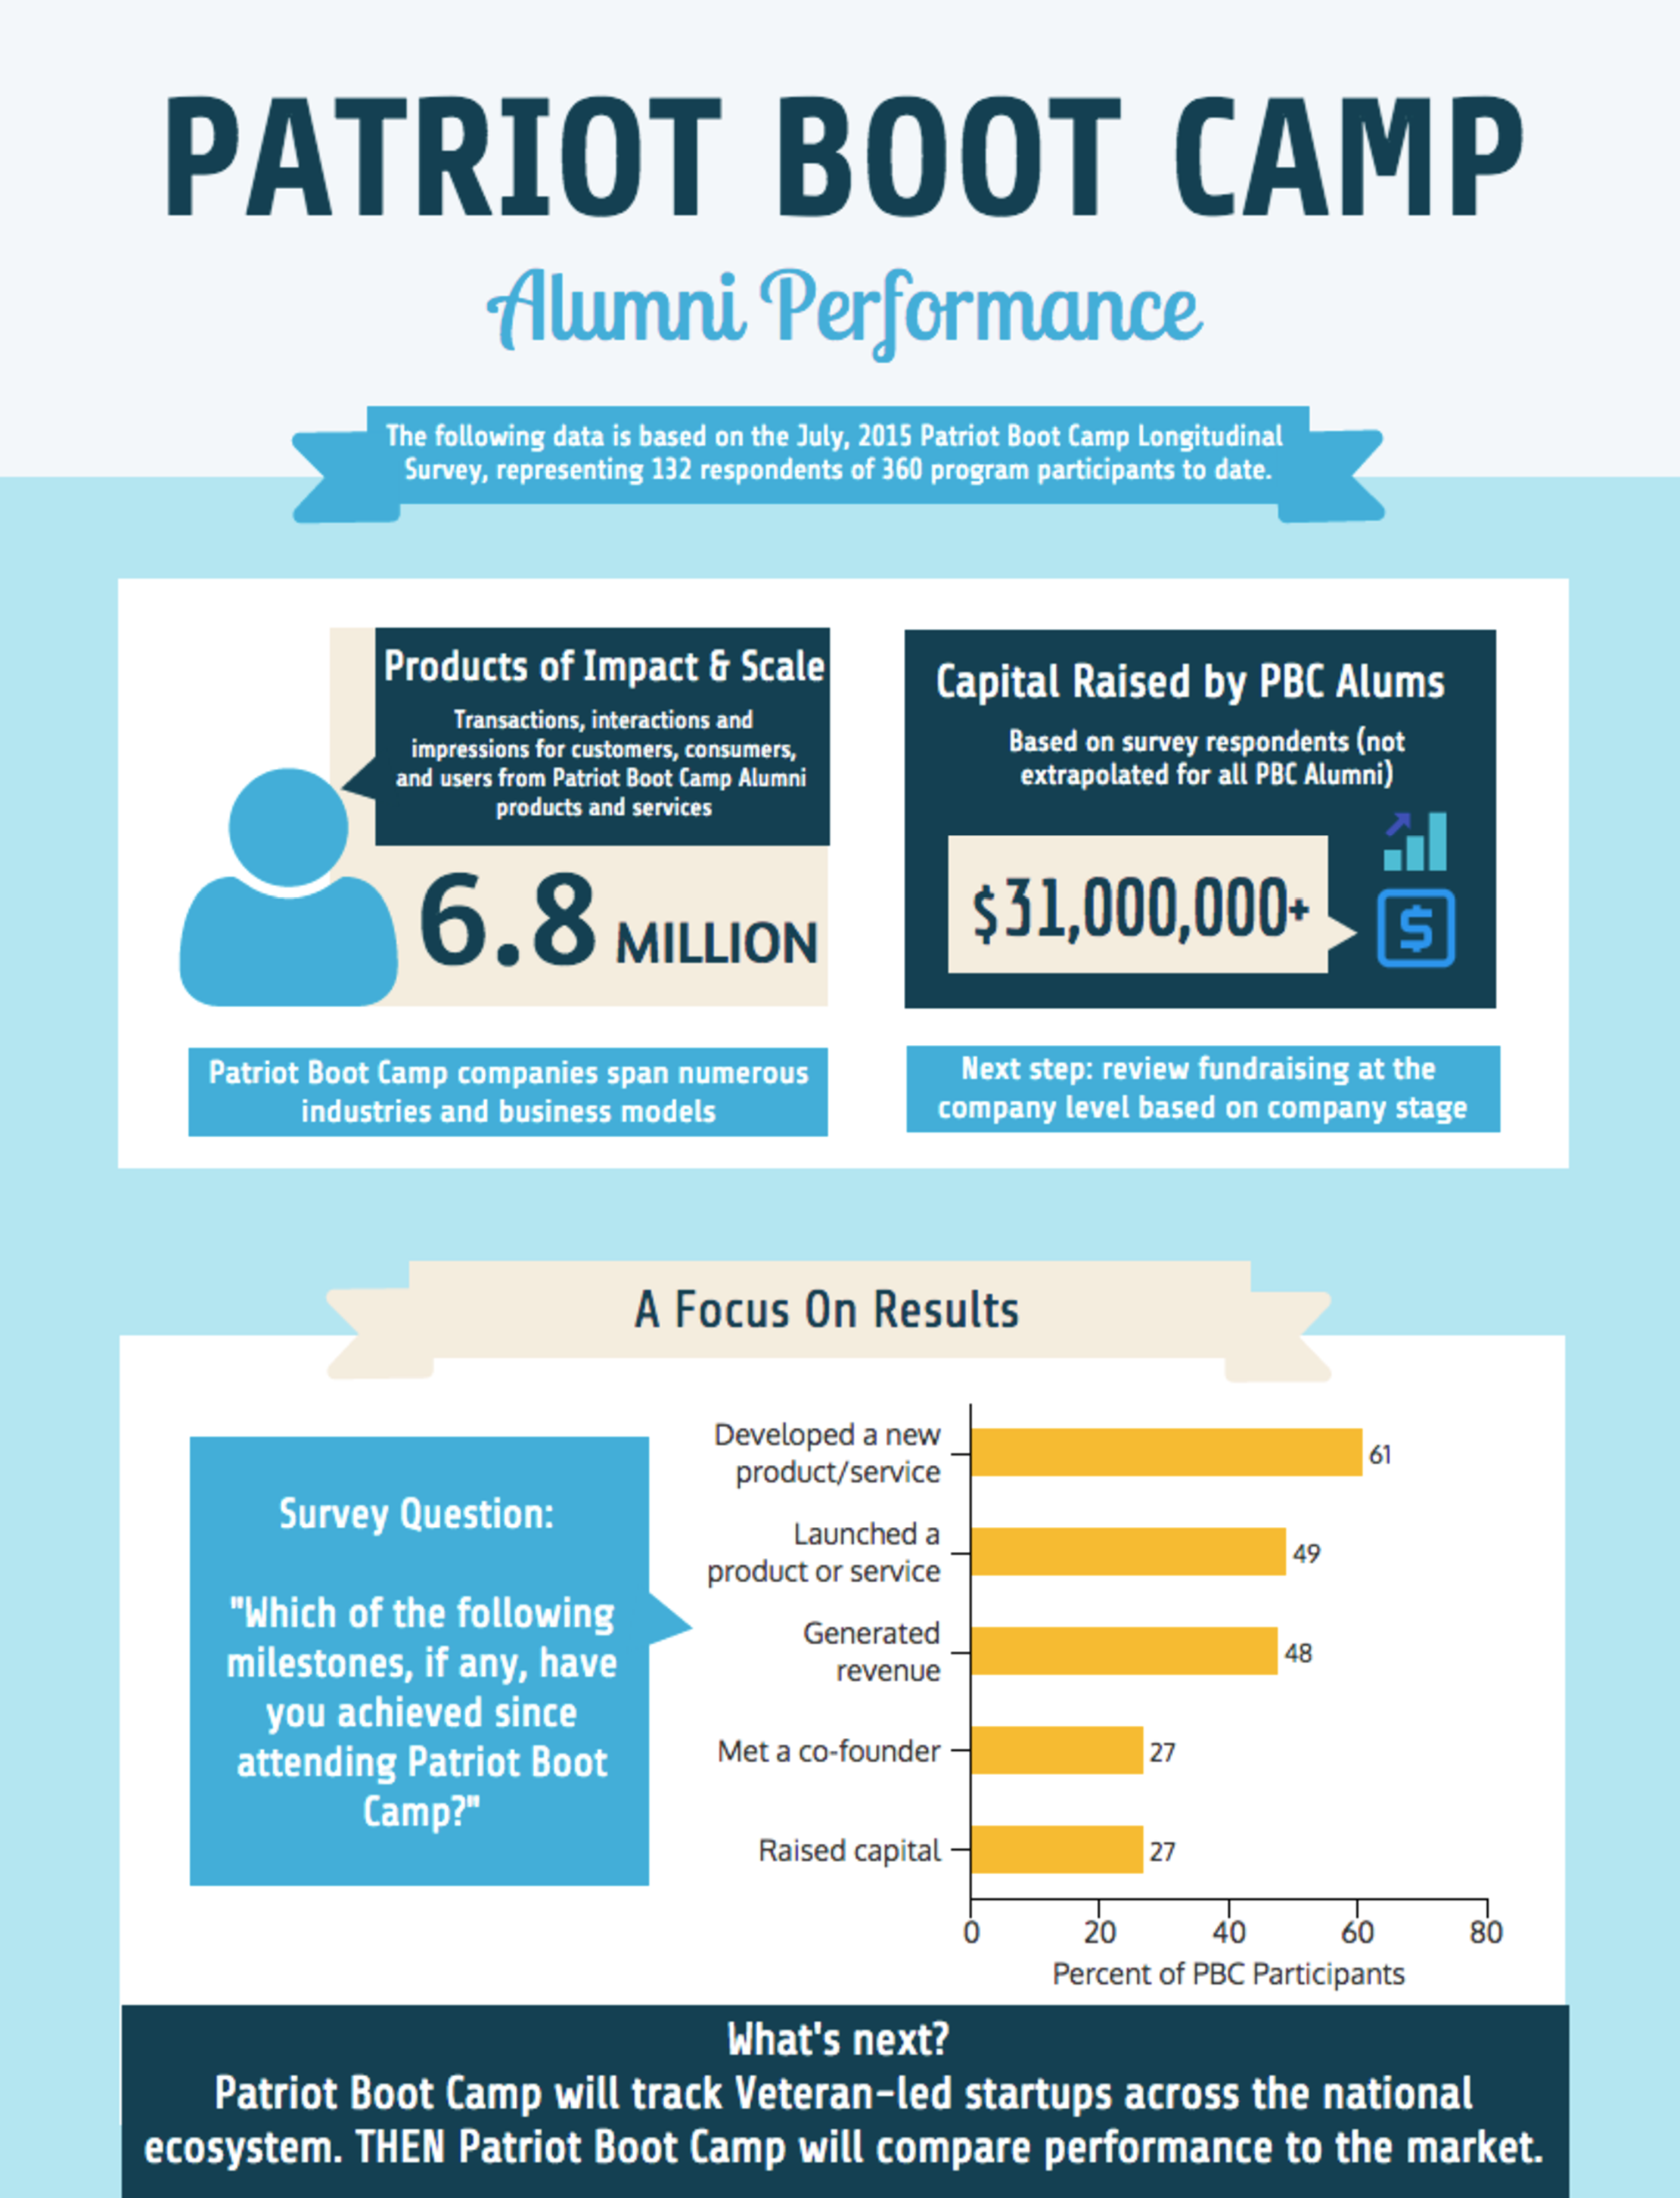 PATRIOT BOOT CAMP
Alumni Performance
The following data is based on the July, 2015 Patriot Boot Camp Longitudinal
Survey, representing 132 respondents of 360 program participants to date.
Products of Impact & Scale
Transactions, interactions and
impressions for customers, consumers,
and users from Patriot Boot Camp Alumni
products and services
6.8 MILLION
Patriot Boot Camp companies span numerous
industries and business models
Capital Raised by PBC Alums
Based on survey respondents (not
extrapolated for all PBC Alumni)
$31,000,000+
$
Next step: review fundraising at the
company level based on company stage
A Focus On Results
Survey Question:
"Which of the following
milestones, if any, have
you achieved since
attending Patriot Boot
Camp?"
Developed a new
product/service
61
Launched a
product or service
49
Generated
revenue
48
Met a co-founder
27
Raised capital
27
0 20 40 60 80
Percent of PBC Participants
What's next?
Patriot Boot Camp will track Veteran-led startups across the national
ecosystem. THEN Patriot Boot Camp will compare performance to the market.